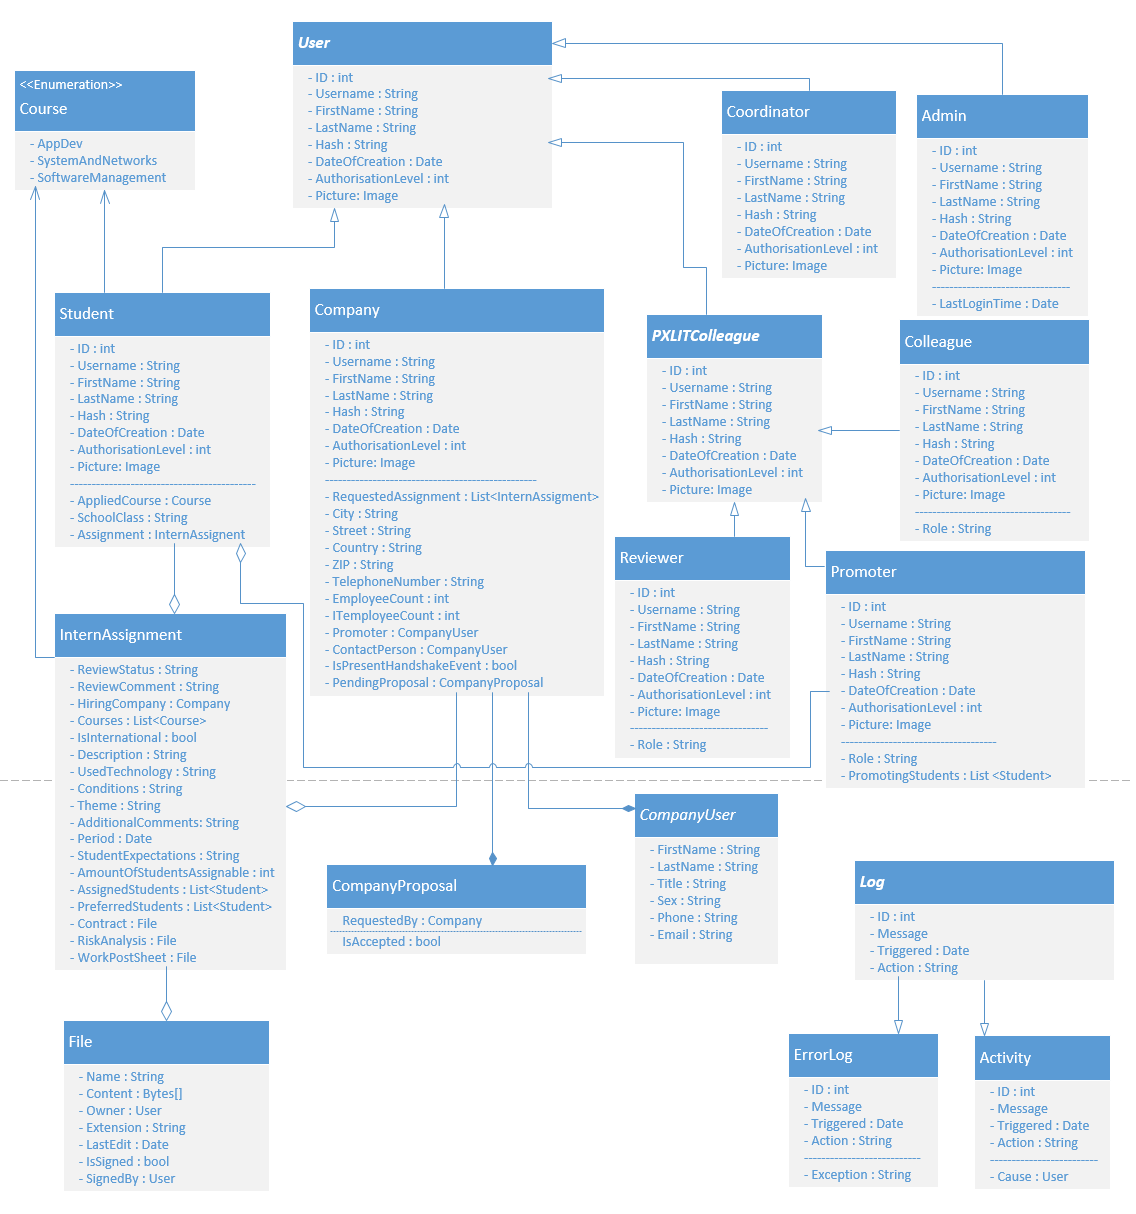 User
- ID : int
- Username : String
- FirstName : String
- LastName : String
- Hash : String
- DateOfCreation : Date
- AuthorisationLevel : int
- Picture: Image
<<Enumeration>>
Course
- AppDev
- SystemAndNetworks
- SoftwareManagement
Coordinator
- ID : int
- Username : String
- FirstName : String
- LastName : String
- Hash : String
- DateOfCreation : Date
- AuthorisationLevel : int
- Picture: Image
Admin
- ID : int
- Username : String
- FirstName : String
- LastName : String
- Hash : String
- DateOfCreation : Date
- AuthorisationLevel : int
- Picture: Image
- LastLoginTime : Date
Student
- ID : int
- Username : String
- FirstName : String
- LastName : String
- Hash : String
- DateOfCreation : Date
- AuthorisationLevel : int
- Picture: Image
- AppliedCourse : Course
- SchoolClass : String
- Assignment : InternAssignent
Company
- ID : int
- Username : String
- FirstName : String
- LastName : String
- Hash : String
- DateOfCreation : Date
- AuthorisationLevel : int
- Picture: Image
- RequestedAssignment : List<InternAssigment>
- City : String
- Street : String
- Country : String
- ZIP : String
- TelephoneNumber : String
- EmployeeCount : int
- ITemployeeCount : int
- Promoter : CompanyUser
- ContactPerson : CompanyUser
- IsPresentHandshakeEvent : bool
- PendingProposal : CompanyProposal
PXLITColleague
- ID : int
- Username : String
- FirstName : String
- LastName : String
- Hash : String
- DateOfCreation : Date
- AuthorisationLevel : int
- Picture: Image
Colleague
- ID : int
- Username : String
- FirstName : String
- LastName : String
- Hash : String
- DateOfCreation : Date
- AuthorisationLevel : int
- Picture: Image
- Role : String
Reviewer
- ID : int
- Username : String
- FirstName : String
- LastName : String
- Hash : String
- DateOfCreation : Date
- AuthorisationLevel : int
- Picture: Image
- Role : String
Promoter
- ID : int
- Username : String
- FirstName : String
- LastName : String
- Hash : String
- DateOfCreation : Date
- AuthorisationLevel : int
- Picture: Image
- Role : String
- PromotingStudents : List <Student>
InternAssignment
- ReviewStatus : String
- ReviewComment : String
- HiringCompany : Company
- Courses : List<Course>
- IsInternational : bool
- Description : String
- UsedTechnology : String
- Conditions : String
- Theme : String
- AdditionalComments: String
- Period : Date
- StudentExpectations : String
- AmountOfStudentsAssignable : int
- AssignedStudents : List<Student>
- PreferredStudents : List<Student>
- Contract : File
- RiskAnalysis : File
- WorkPostSheet : File
CompanyUser
- FirstName : String
- LastName : String
- Title : String
- Sex : String
- Phone : String
- Email : String
CompanyProposal
RequestedBy : Company
IsAccepted : bool
Log
- ID : int
- Message
- Triggered : Date
- Action : String
File
- Name : String
- Content : Bytes[]
- Owner : User
- Extension : String
- LastEdit : Date
- IsSigned : bool
- SignedBy : User
ErrorLog
- ID : int
- Message
- Triggered : Date
- Action : String
- Exception : String
Activity
- ID : int
- Message
- Triggered : Date
- Action : String
- Cause : User